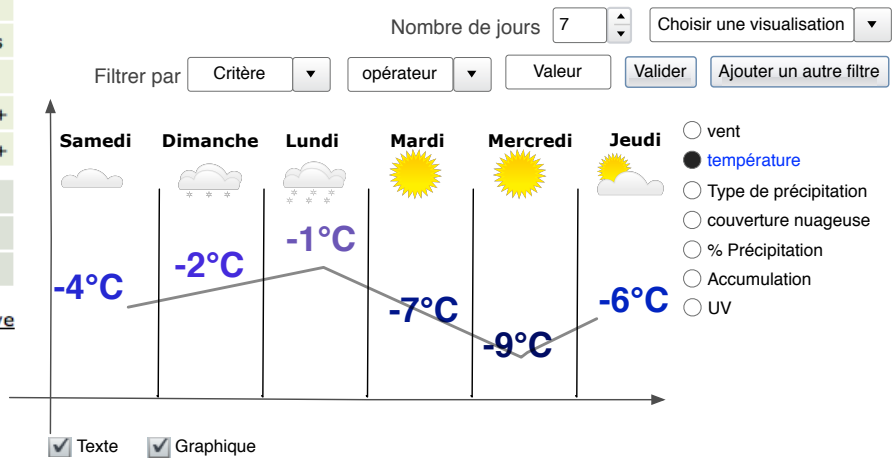 Nombre de jours 7 Choisir une visualisation
Filtrer par Critère opérateur Valeur Valider Ajouter un autre filtre
Samedi Dimanche Lundi Mardi Mercredi Jeudi
-4°C -2°C -1°C -7°C -9°C -6°C
vent
température
Type de précipitation
couverture nuageuse
% Précipitation
Accumulation
UV
Texte Graphique